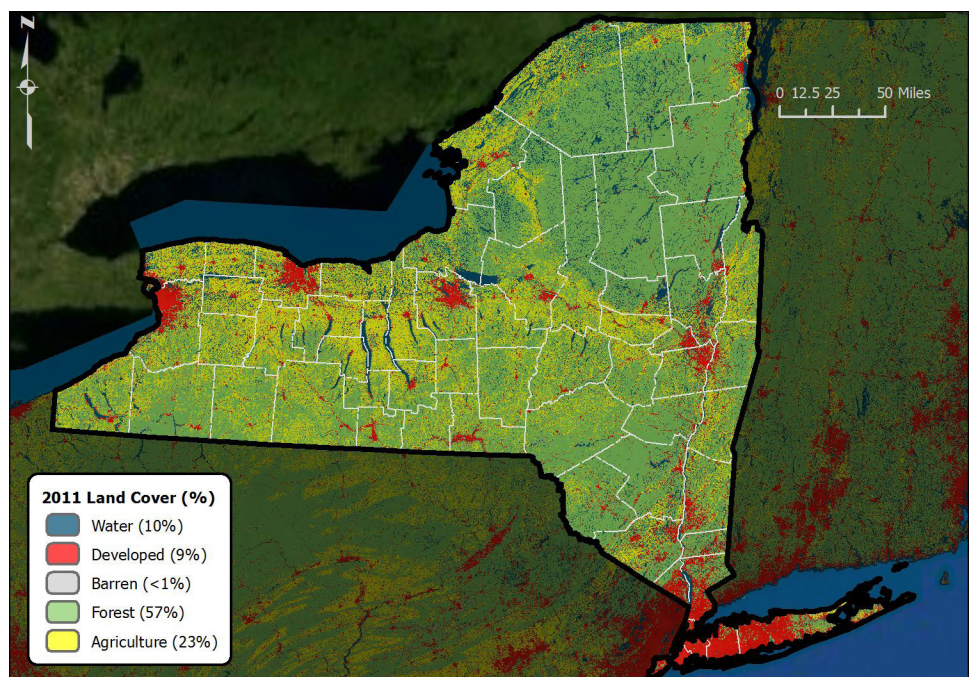 N
0 12.5 25 50 Miles
2011 Land Cover (%)
Water (10%)
Developed (9%)
Barren (<1%)
Forest (57%)
Agriculture (23%)